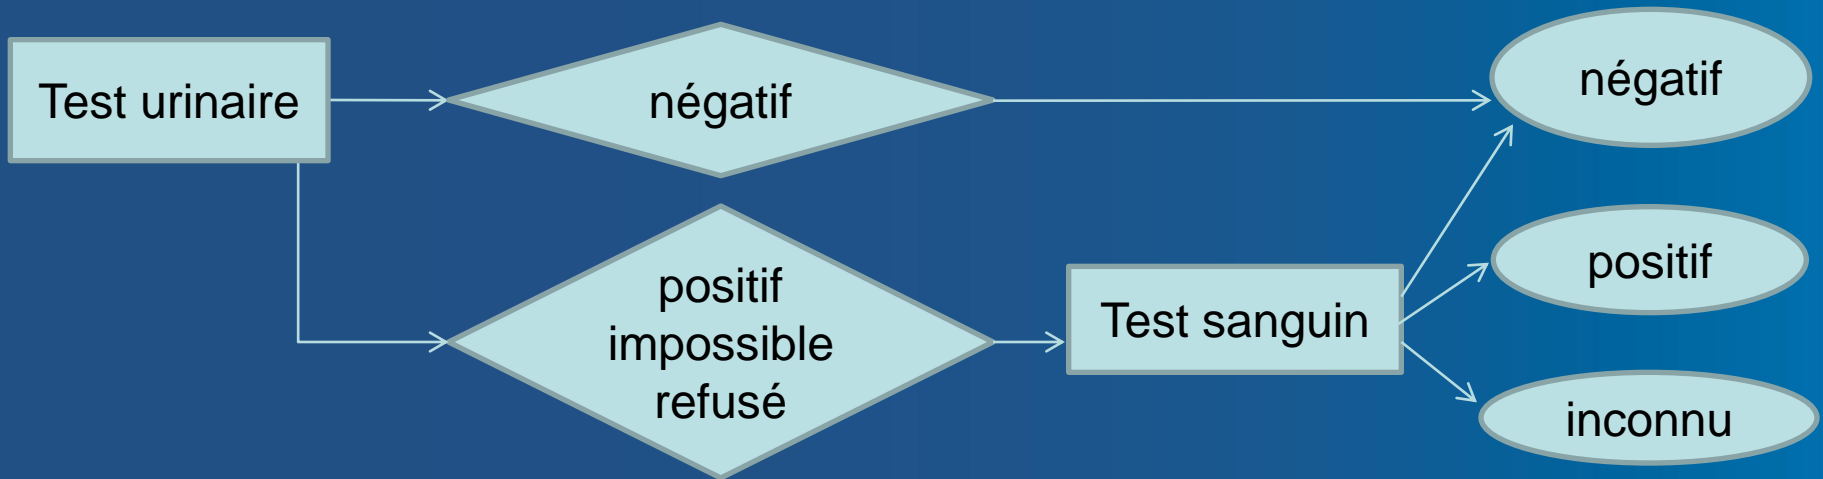 Test urinaire
négatif
négatif
positif
impossible
refusé
Test sanguin
positif
inconnu